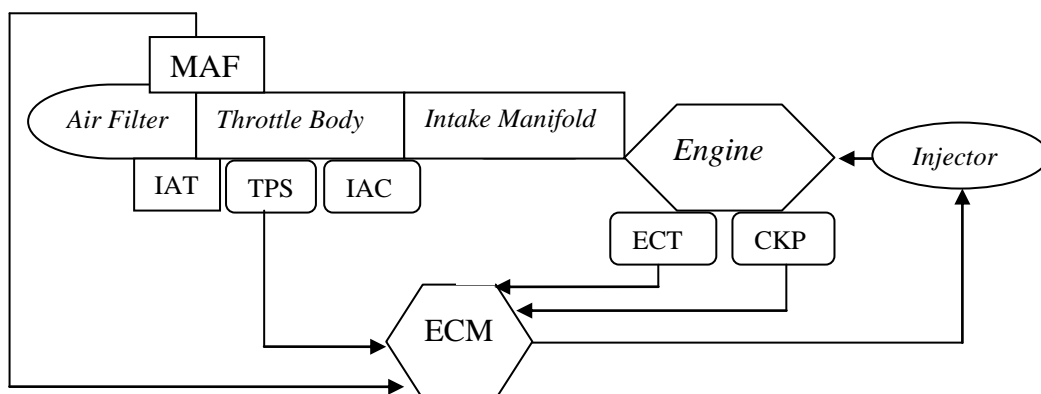 MAF
Air Filter
Throttle Body
Intake Manifold
Engine
Injector
IAT
TPS
IAC
ECT
CKP
ECM